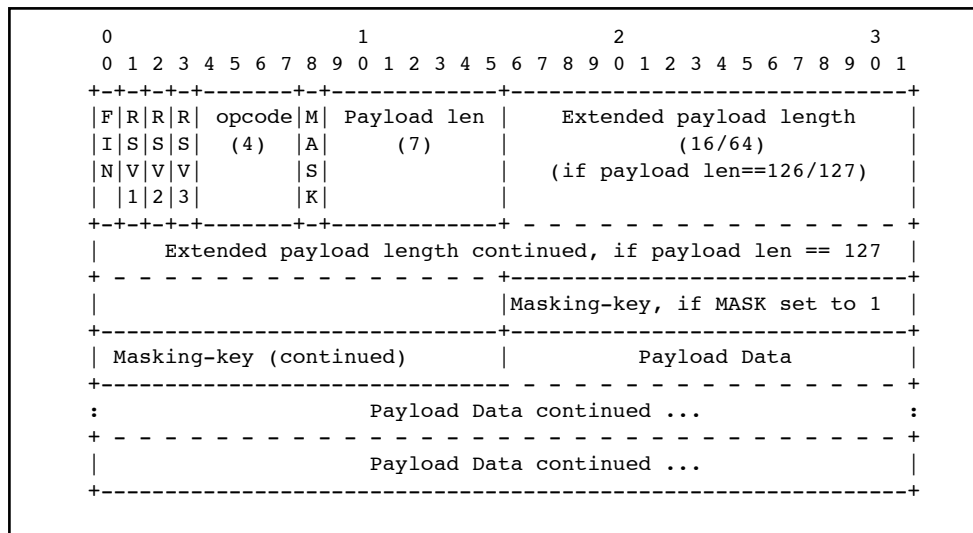 0                   1                   2                   3
0 1 2 3 4 5 6 7 8 9 0 1 2 3 4 5 6 7 8 9 0 1 2 3 4 5 6 7 8 9 0 1
+-+-+-+-+-------+-+-------------+-------------------------------+
|F|R|R|R| opcode|M| Payload len |    Extended payload length    |
|I|S|S|S|  (4)  |A|     (7)     |             (16/64)           |
|N|V|V|V|       |S|             |   (if payload len==126/127)   |
| |1|2|3|       |K|             |                               |
+-+-+-+-+-------+-+-------------+ - - - - - - - - - - - - - - - +
|     Extended payload length continued, if payload len == 127  |
+ - - - - - - - - - - - - - - - +-------------------------------+
|                               |Masking-key, if MASK set to 1  |
+-------------------------------+-------------------------------+
| Masking-key (continued)       |          Payload Data         |
+-------------------------------- - - - - - - - - - - - - - - - +
:                     Payload Data continued ...                :
+ - - - - - - - - - - - - - - - - - - - - - - - - - - - - - - - +
|                     Payload Data continued ...                |
+---------------------------------------------------------------+